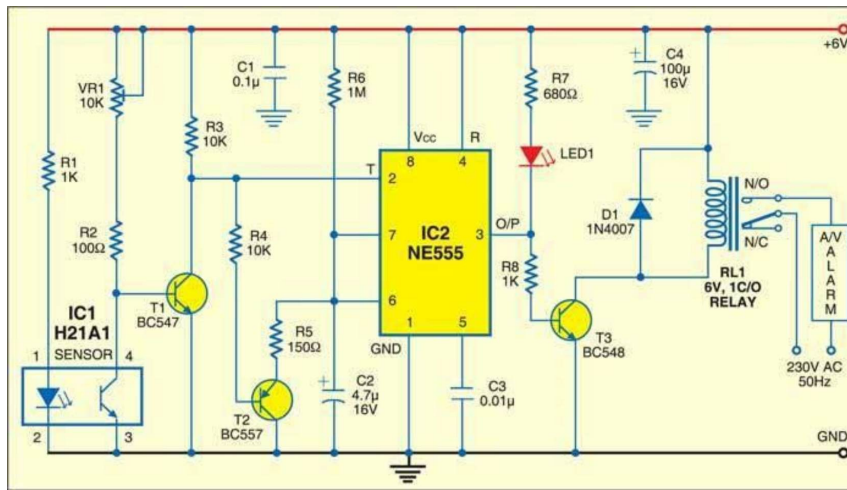 +6V
VR1
10K
R1
1K
R2
100Ω
R3
10K
C1
0.1µ
R6
1M
R7
680Ω
LED1
C4
100µ
16V
Vcc
R
8
4
T
2
7
6
IC2
NE555
O/P
3
1
5
GND
R4
10K
R5
150Ω
T1
BC547
T2
BC557
C2
4.7µ
16V
C3
0.01µ
R8
1K
T3
BC548
D1
1N4007
N/O
N/C
RL1
6V, 1C/O
RELAY
A/V
A
L
A
R
M
230V AC
50Hz
IC1
H21A1
SENSOR
1
4
2
3
GND